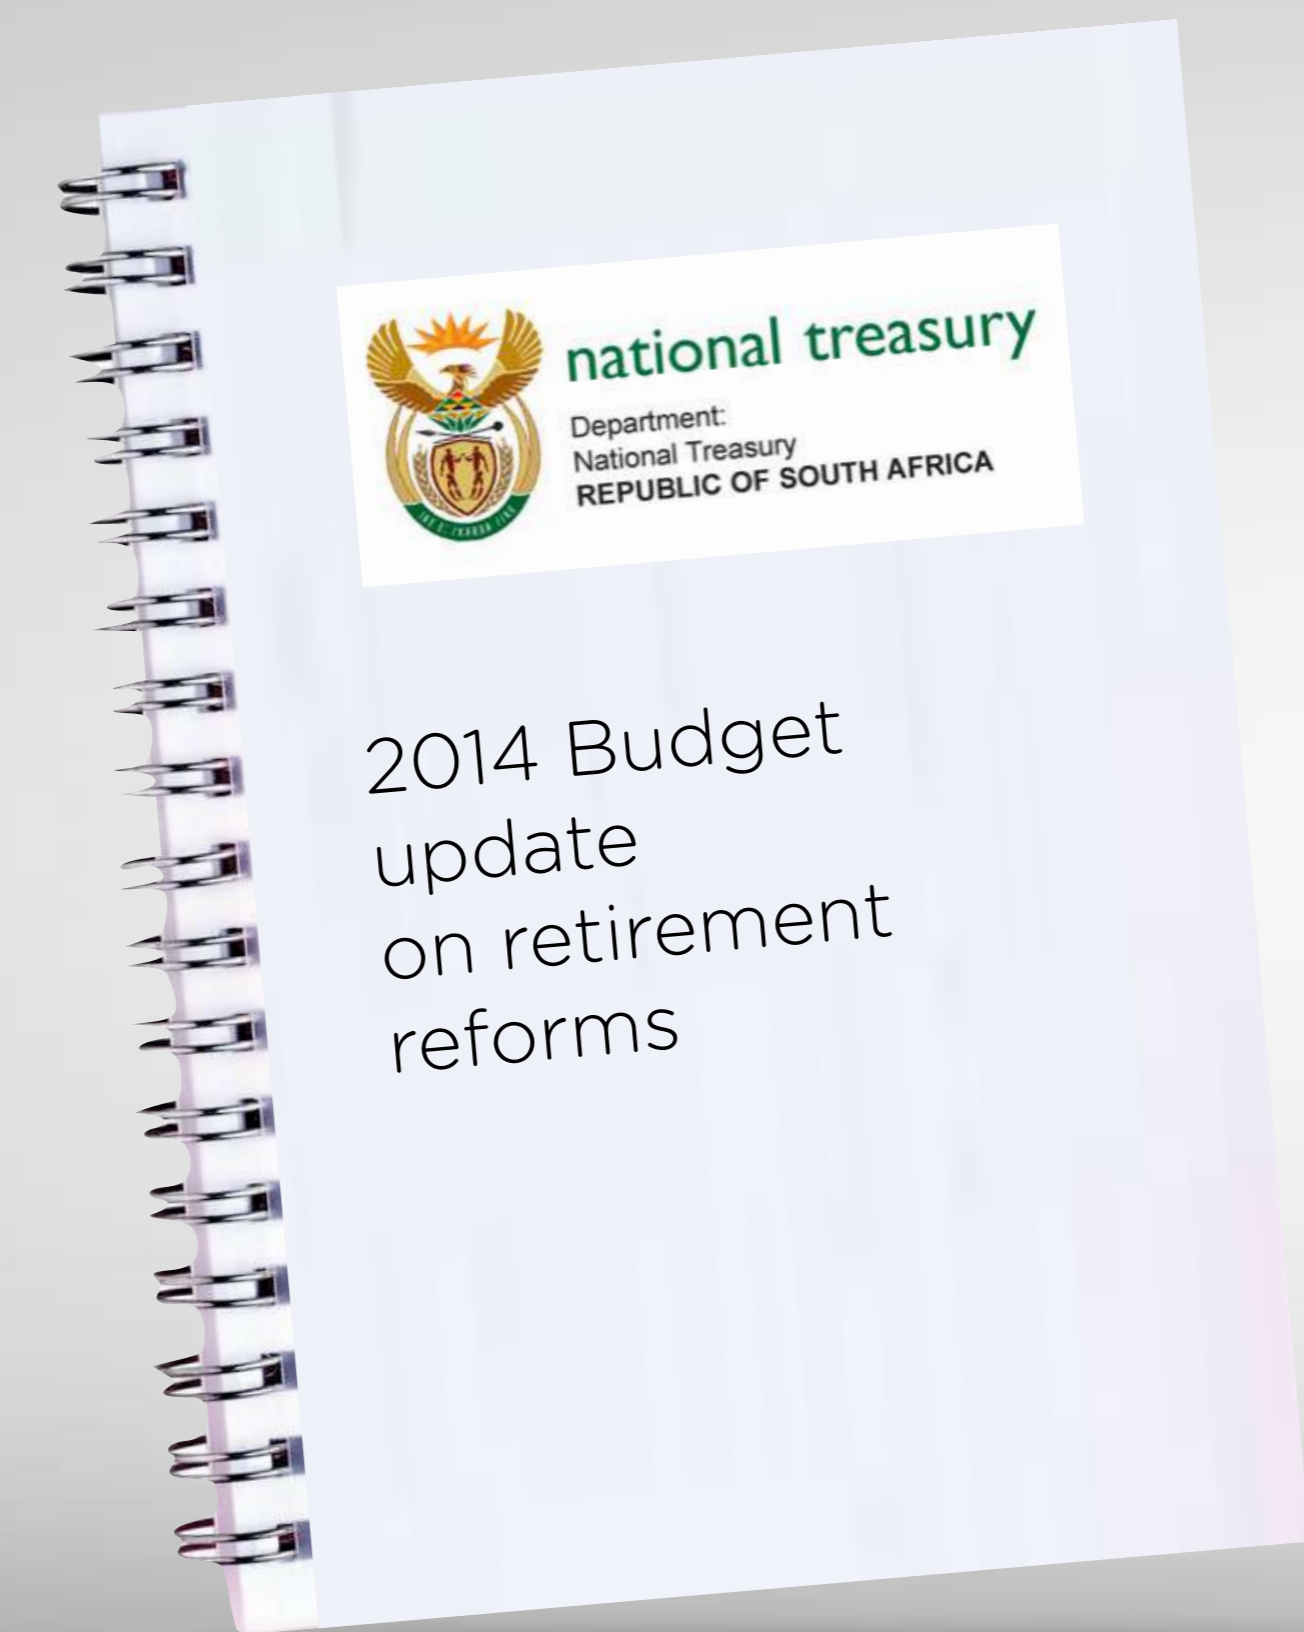 national treasury
Department:
National Treasury
REPUBLIC OF SOUTH AFRICA
2014 Budget
update
on retirement
reforms